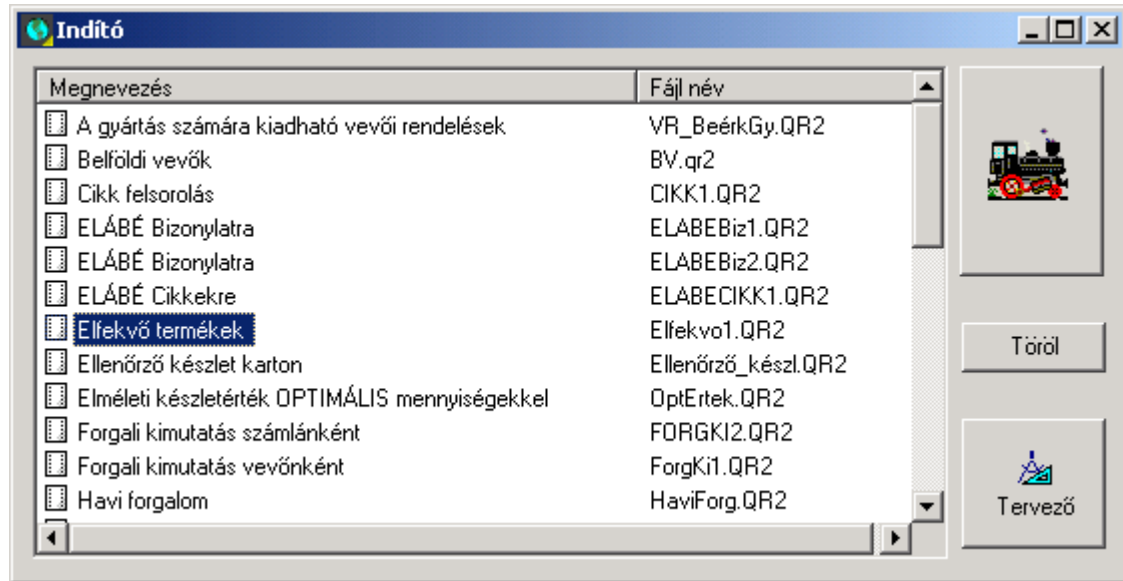 Indító
Megnevezés Fájl név
A gyártás számára kiadható vevői rendelések VR_BeérkGy.QR2
Belföldi vevők BV.qr2
Cikk felsorolás CIKK1.QR2
ELÁBÉ Bizonylatra ELABEBiz1.QR2
ELÁBÉ Bizonylatra ELABEBiz2.QR2
ELÁBÉ Cikkekre ELABECIKK1.QR2
Elfekvő termékek Elfekvo1.QR2
Ellenőrző készlet karton Ellenőrző_készl.QR2
Elméleti készletérték OPTIMÁLIS mennyiségekkel OptErtek.QR2
Forgali kimutatás számlánként FORGKI2.QR2
Forgali kimutatás vevőnként ForgKi1.QR2
Havi forgalom HaviForg.QR2
Töröl
Tervező